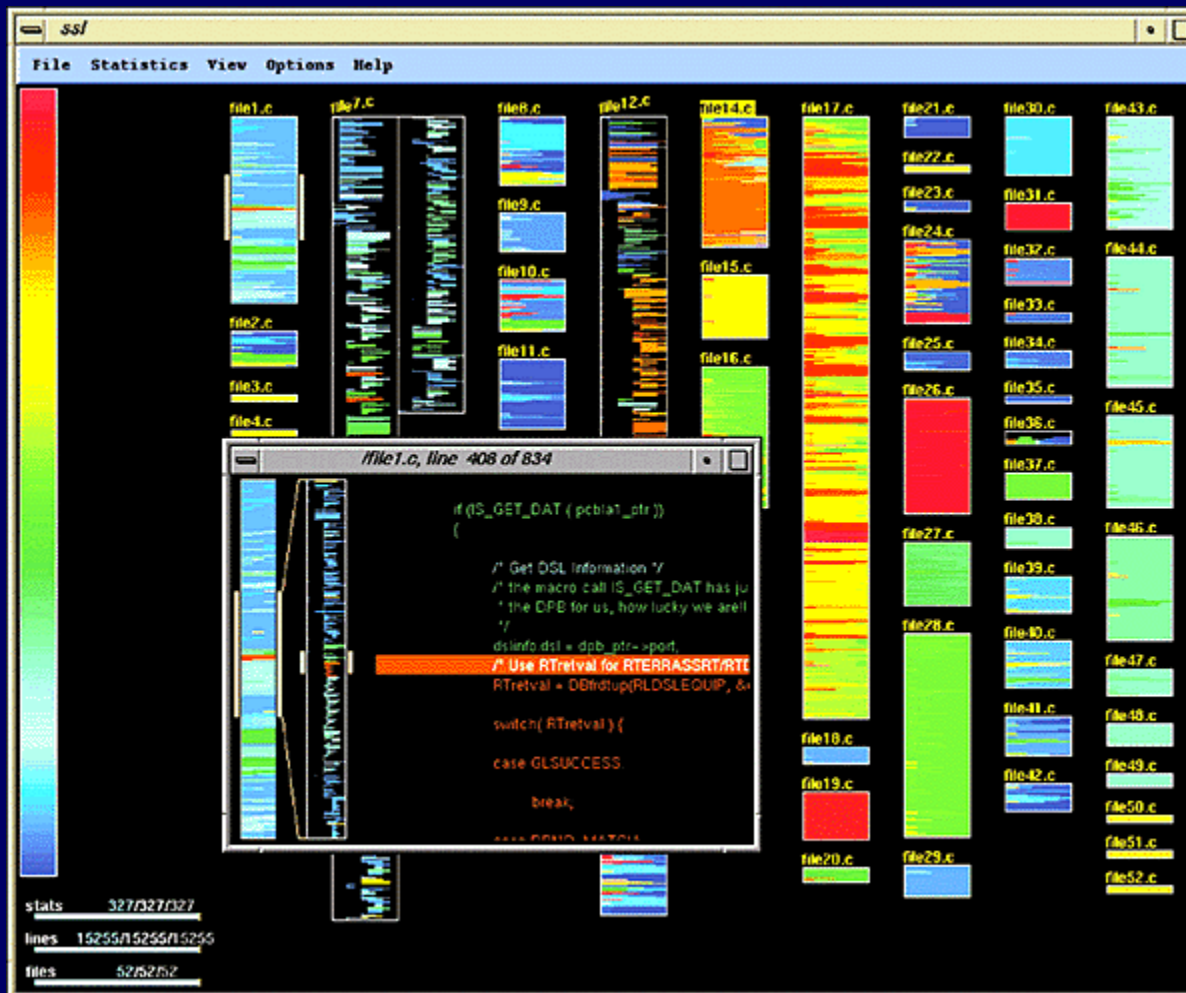 ssl
File Statistics View Options Help
file1.c
file2.c
file3.c
file4.c
file7.c
file8.c
file9.c
file10.c
file11.c
file12.c
file14.c
file15.c
file16.c
file17.c
file18.c
file19.c
file20.c
file21.c
file22.c
file23.c
file24.c
file25.c
file26.c
file27.c
file28.c
file29.c
file30.c
file31.c
file32.c
file33.c
file34.c
file35.c
file36.c
file37.c
file38.c
file39.c
file40.c
file41.c
file42.c
file43.c
file44.c
file45.c
file46.c
file47.c
file48.c
file49.c
file50.c
file51.c
file52.c
/file1.c, line 408 of 834
if (IS_GET_DAT ( pcbla1_ptr ))
{
/* Get DSL Information */
/* the macro call IS_GET_DAT has ju
* the DPB for us, how lucky we are!!
*/
dslinfo.dsl = dpb_ptr->port;
/* Use RTretval for RTERRASSRT/RTD
RTretval = DBfrdtup(RLDSLEQUIP, &
switch( RTretval ) {
case GLSUCCESS:
break;
stats 327/327/327
lines 15255/15255/15255
files 52/52/52